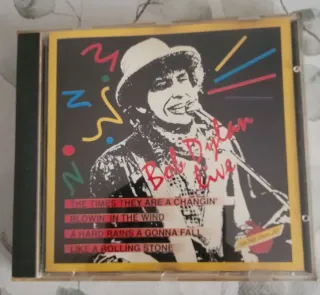 Bob Dylan
Live
THE TIMES THEY ARE A CHANGIN'
BLOWIN' IN THE WIND
A HARD RAINS A GONNA FALL
LIKE A ROLLING STONE